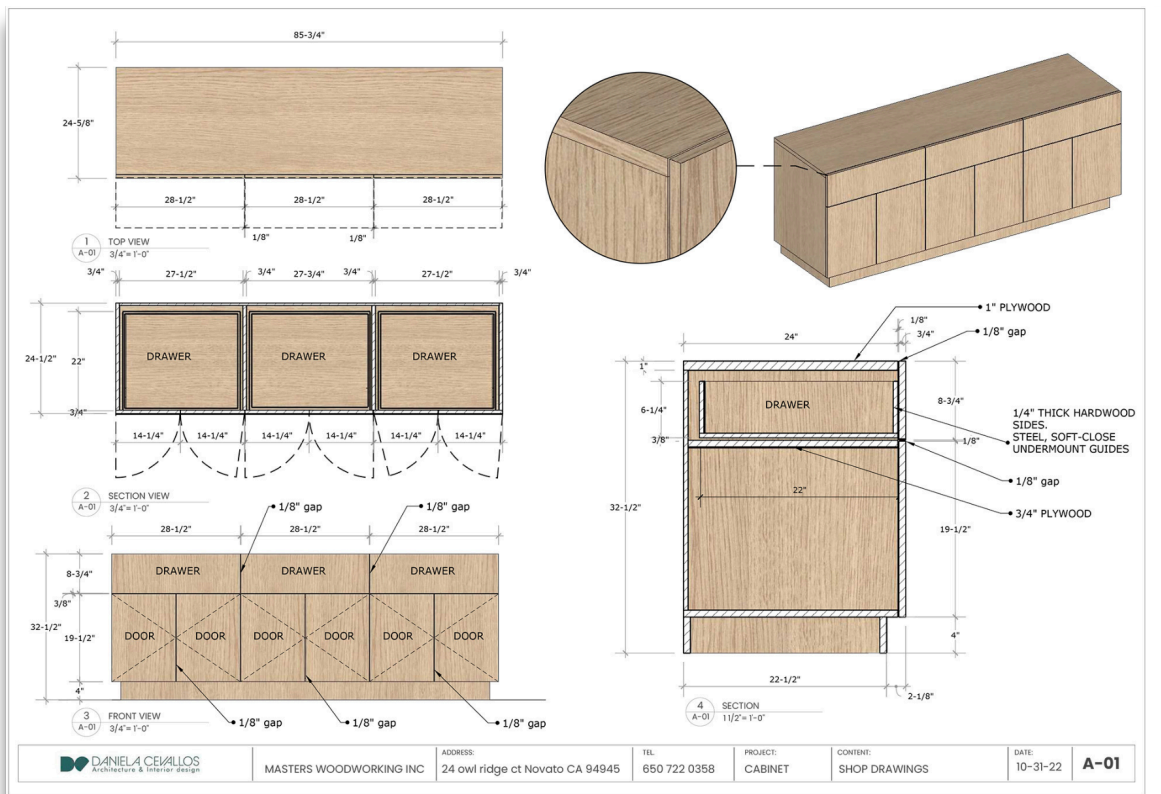 85-3/4"
24-5/8"
28-1/2"
28-1/2"
28-1/2"
1/8"
1/8"
1
A-01
TOP VIEW
3/4"= 1'-0"
3/4"
27-1/2"
3/4"
27-3/4"
3/4"
27-1/2"
3/4"
24-1/2"
22"
3/4"
DRAWER
DRAWER
DRAWER
14-1/4"
14-1/4"
14-1/4"
14-1/4"
14-1/4"
14-1/4"
2
A-01
SECTION VIEW
3/4"= 1'-0"
1/8" gap
1/8" gap
28-1/2"
28-1/2"
28-1/2"
8-3/4"
3/8"
32-1/2"
19-1/2"
4"
DRAWER
DRAWER
DRAWER
DOOR
DOOR
DOOR
DOOR
DOOR
DOOR
1/8" gap
1/8" gap
1/8" gap
3
A-01
FRONT VIEW
3/4"= 1'-0"
1" PLYWOOD
1/8"
3/4"
1/8" gap
24"
1"
6-1/4"
3/8"
DRAWER
8-3/4"
1/4" THICK HARDWOOD
SIDES.
STEEL, SOFT-CLOSE
UNDERMOUNT GUIDES
1/8"
1/8" gap
22"
3/4" PLYWOOD
32-1/2"
19-1/2"
4"
22-1/2"
2-1/8"
4
A-01
SECTION
1 1/2"= 1'-0"
DANIELA CEVALLOS
Architecture & Interior design
MASTERS WOODWORKING INC
ADDRESS:
24 owl ridge ct Novato CA 94945
TEL.
650 722 0358
PROJECT:
CABINET
CONTENT:
SHOP DRAWINGS
DATE:
10-31-22
A-01